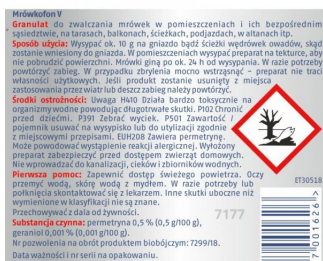 Mrówkofon V
Granulat do zwalczania mrówek w pomieszczeniach i ich bezpośrednim
sąsiedztwie, na tarasach, balkonach, ścieżkach, podjazdach, w altanach itp.
Sposób użycia: Wysypać ok. 10 g na gniazdo bądź ścieżki wędrówek owadów, skąd
zostanie wniesiony do gniazda. W pomieszczeniach wysypać preparat na tekturze, aby
nie pobrudzić powierzchni. Mrówki giną po ok. 24 h od wysypania. W razie potrzeby
powtórzyć zabieg. W przypadku zbrylenia mocno wstrząsnąć - preparat nie traci
własności użytkowych. Jeśli produkt zostanie usunięty z miejsca
zastosowania przez wiatr lub deszcz zabieg należy powtórzyć.
Środki ostrożności: Uwaga H410 Działa bardzo toksycznie na
organizmy wodne powodując długotrwałe skutki. P102 Chronić
przed dziećmi. P391 Zebrać wyciek. P501 Zawartość /
pojemnik usuwać na wysypisko lub do utylizacji zgodnie
z miejscowymi przepisami. EUH208 Zawiera permetrynę.
Może powodować wystąpienie reakcji alergicznej. Wyłożony
preparat zabezpieczyć przed dostępem zwierząt domowych.
Nie wprowadzać do kanalizacji, cieków i zbiorników wodnych.
Pierwsza pomoc: Zapewnić dostęp świeżego powietrza. Oczy
przemyć wodą, skórę wodą z mydłem. W razie potrzeby lub
połknięcia skontaktować się z lekarzem. Inne skutki uboczne niż
wymienione w klasyfikacji nie są znane.
Przechowywać z dala od żywności.
7177
Substancja czynna: permetryna 0,5 % (0,5 g/100 g),
geraniol 0,001 % (0,001 g/100 g).
Nr pozwolenia na obrót produktem biobójczym: 7299/18.
Data ważności i nr serii na opakowaniu.
ET30518
7001626